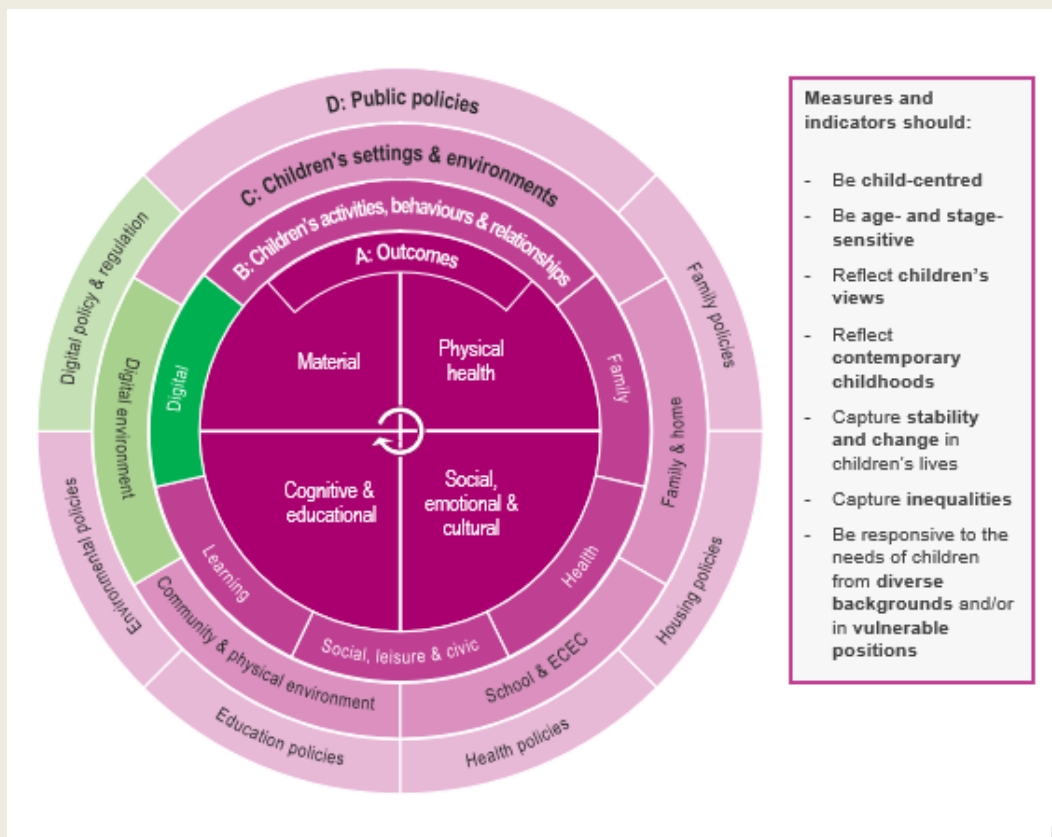 D: Public policies
C: Children's settings & environments
B: Children's activities, behaviours & relationships
A: Outcomes
Material
Physical
health
Cognitive &
educational
Social,
emotional &
cultural
Digital
Family
Learning
Health
Social, leisure & civic
Digital environment
Family & home
Community & physical environment
School & ECEC
Digital policy & regulation
Family policies
Environmental policies
Housing policies
Education policies
Health policies
Measures and
indicators should:
- Be child-centred
- Be age- and stage-
sensitive
- Reflect children's
views
- Reflect
contemporary
childhoods
- Capture stability
and change in
children's lives
- Capture inequalities
- Be responsive to the
needs of children
from diverse
backgrounds and/or
in vulnerable
positions